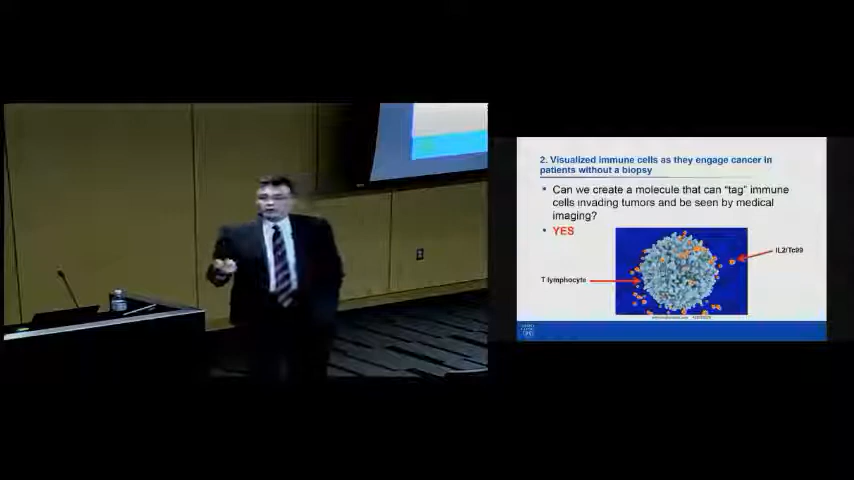 2. Visualized immune cells as they engage cancer in
patients without a biopsy
• Can we create a molecule that can "tag" immune
cells invading tumors and be seen by medical
imaging?
• YES
IL2/Tc99
T-lymphocyte